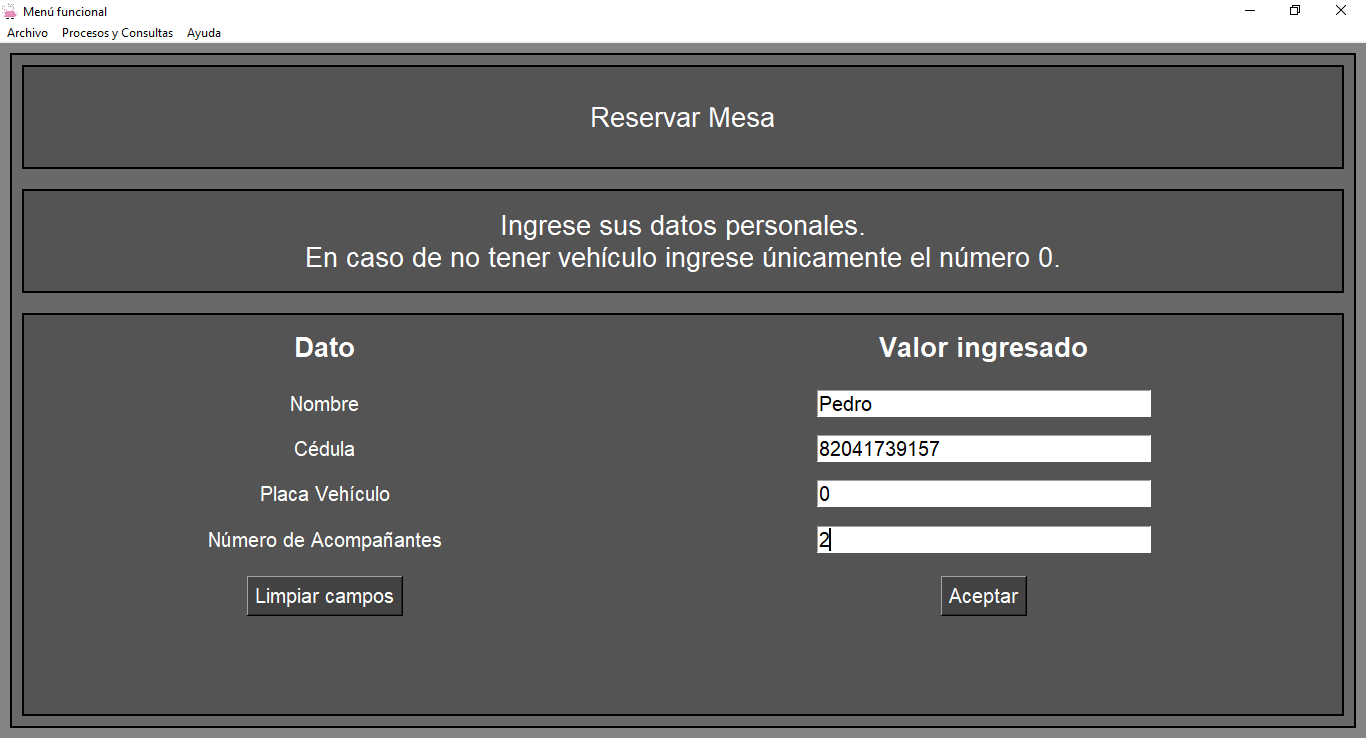 Menú funcional
Archivo Procesos y Consultas Ayuda
Reservar Mesa
Ingrese sus datos personales.
En caso de no tener vehículo ingrese únicamente el número 0.
Dato Valor ingresado
Nombre Pedro
Cédula 82041739157
Placa Vehículo 0
Número de Acompañantes 2
Limpiar campos Aceptar